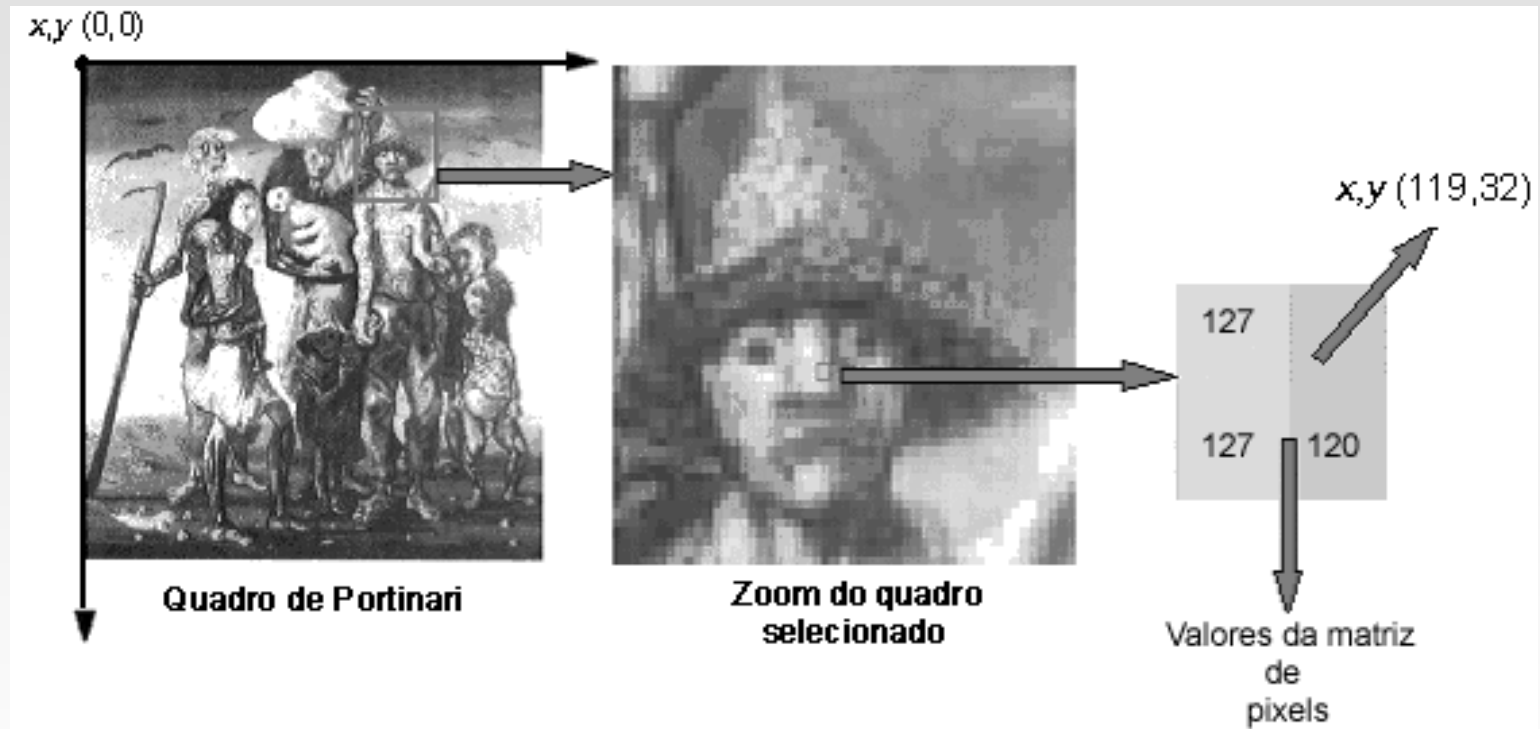 x,y (0,0)
x,y (119,32)
127
127 120
Quadro de Portinari
Zoom do quadro
selecionado
Valores da matriz
de
pixels